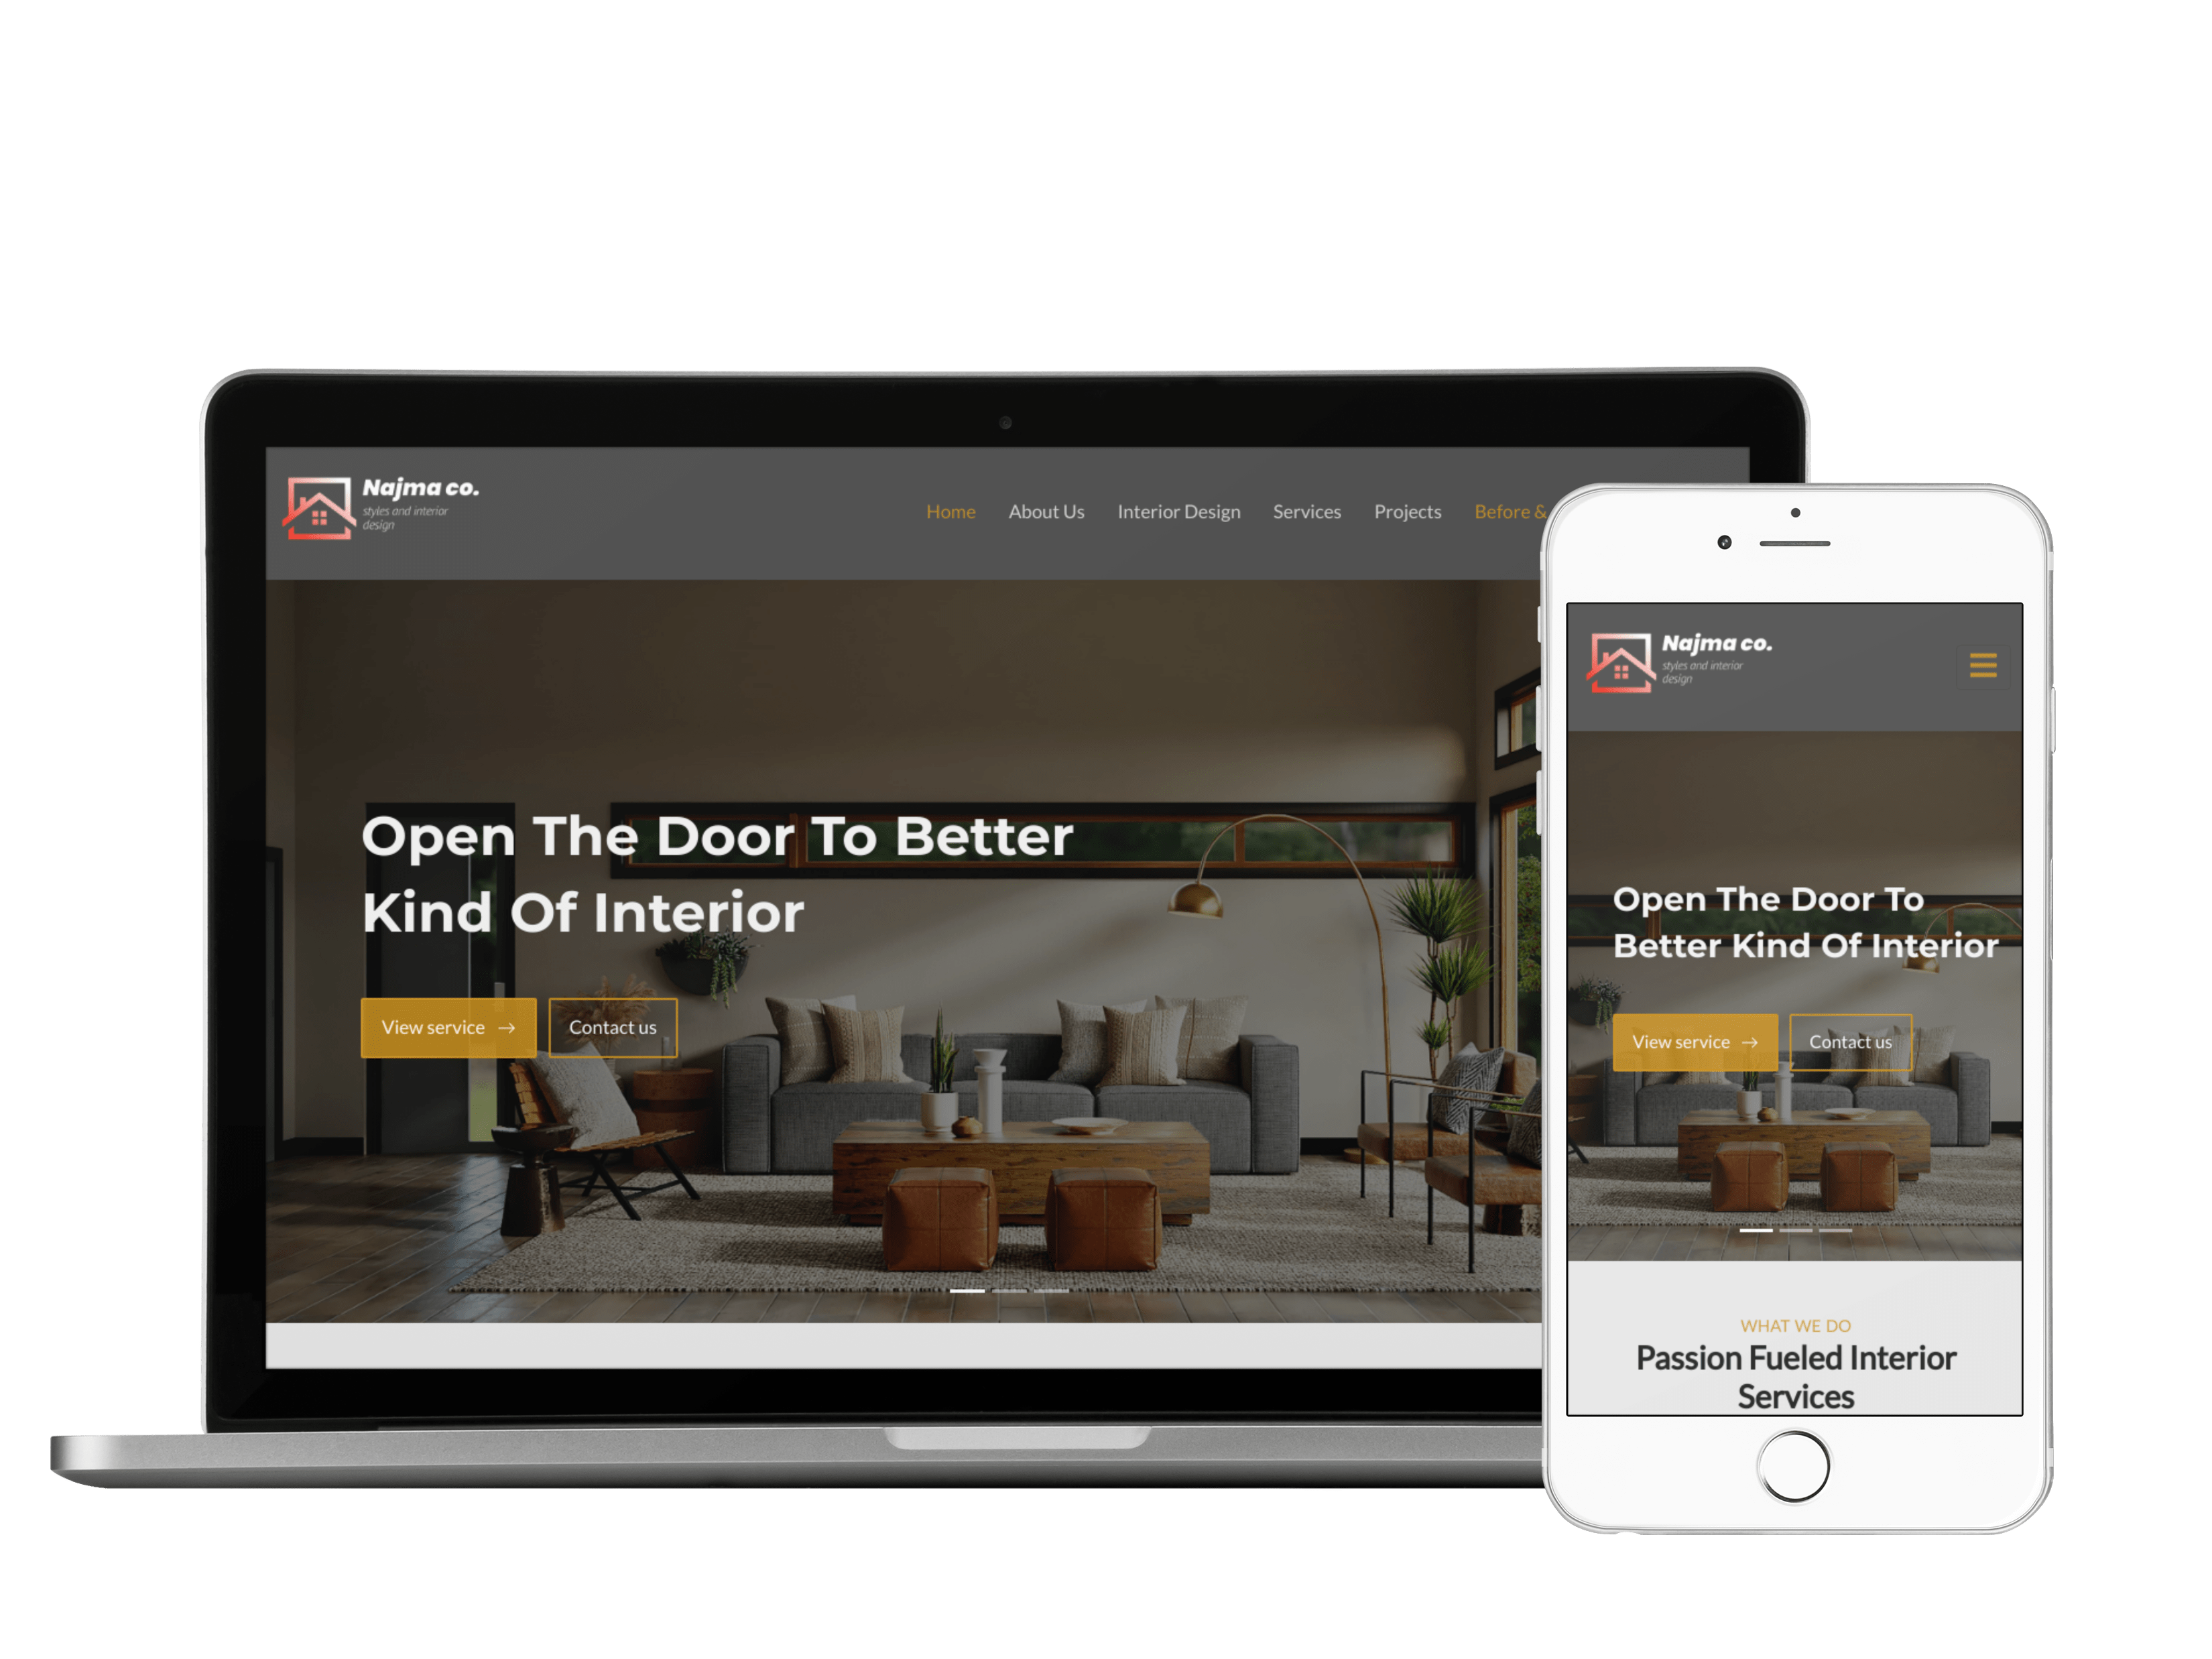 Najma co.
styles and interior
design
Home About Us Interior Design Services Projects Before &
Open The Door To Better
Kind Of Interior
View service → Contact us
Najma co.
styles and interior
design
Open The Door To
Better Kind Of Interior
View service → Contact us
WHAT WE DO
Passion Fueled Interior
Services